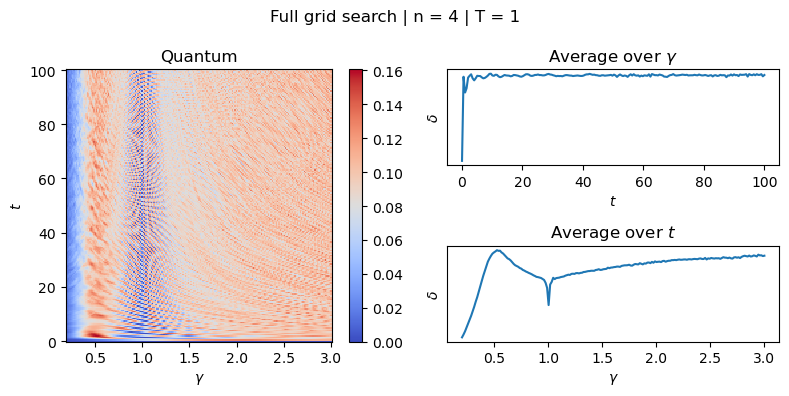 Full grid search | n = 4 | T = 1
Quantum
100
80
60
40
20
0
t
0.5 1.0 1.5 2.0 2.5 3.0
γ
0.16
0.14
0.12
0.10
0.08
0.06
0.04
0.02
0.00
Average over γ
δ
0 20 40 60 80 100
t
Average over t
δ
0.5 1.0 1.5 2.0 2.5 3.0
γ